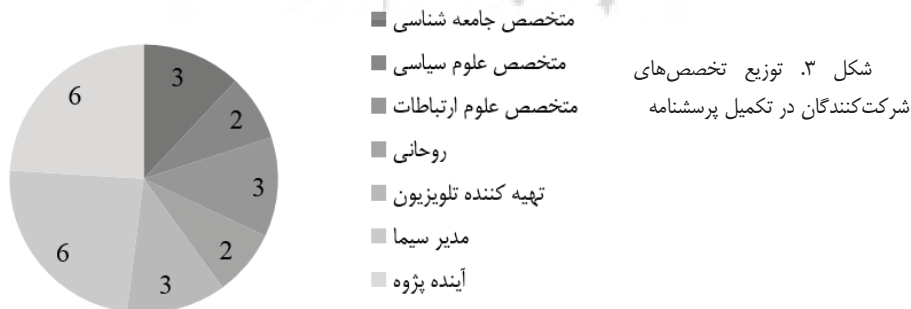 شکل ۳. توزیع تخصص‌های
شرکت‌کنندگان در تکمیل پرسشنامه
متخصص جامعه شناسی
متخصص علوم سیاسی
متخصص علوم ارتباطات
روحانی
تهیه کننده تلویزیون
مدیر سیما
آینده پژوه
3
2
3
2
3
6
6